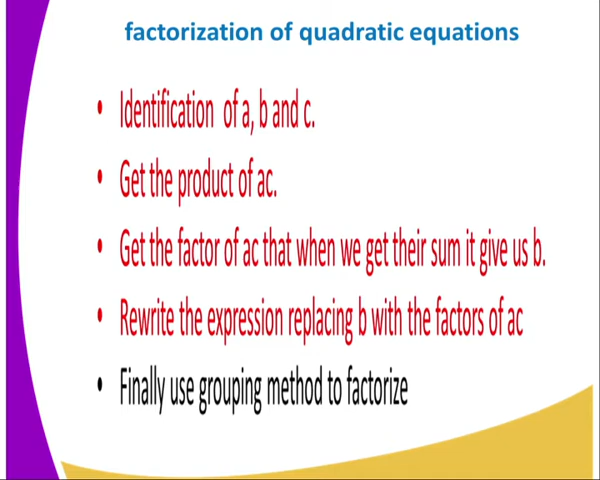 factorization of quadratic equations
• Identification of a, b and c.
• Get the product of ac.
• Get the factor of ac that when we get their sum it give us b.
• Rewrite the expression replacing b with the factors of ac
• Finally use grouping method to factorize